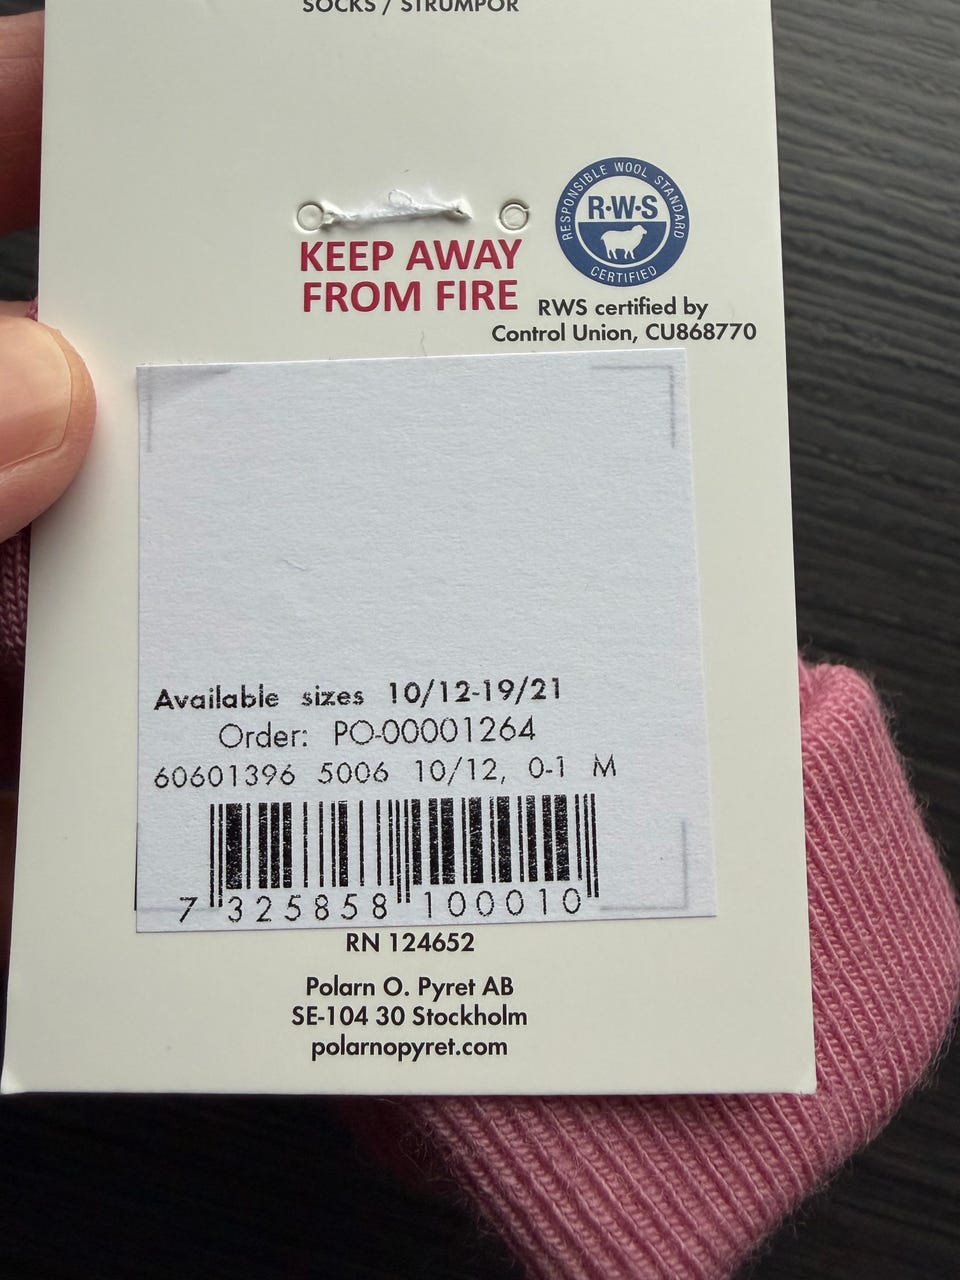 SOCKS / STRUMPOR
RESPONSIBLE WOOL STANDARD
R·W·S
CERTIFIED
KEEP AWAY
FROM FIRE
RWS certified by
Control Union, CU868770
Available sizes 10/12-19/21
Order: PO-00001264
60601396 5006 10/12, 0-1 M
7 325858 100010
RN 124652
Polarn O. Pyret AB
SE-104 30 Stockholm
polarnopyret.com